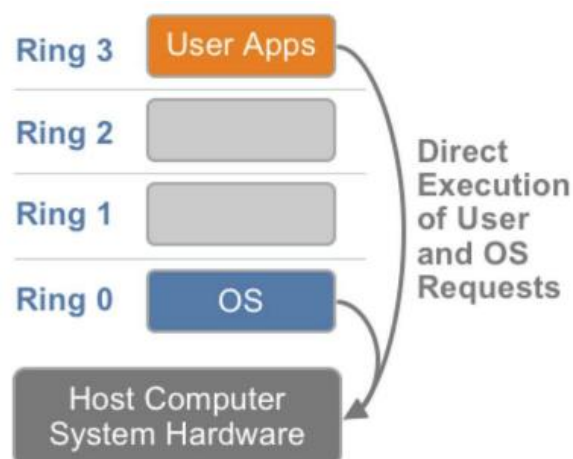 Ring 3
User Apps
Ring 2
Ring 1
Ring 0
OS
Direct
Execution
of User
and OS
Requests
Host Computer
System Hardware